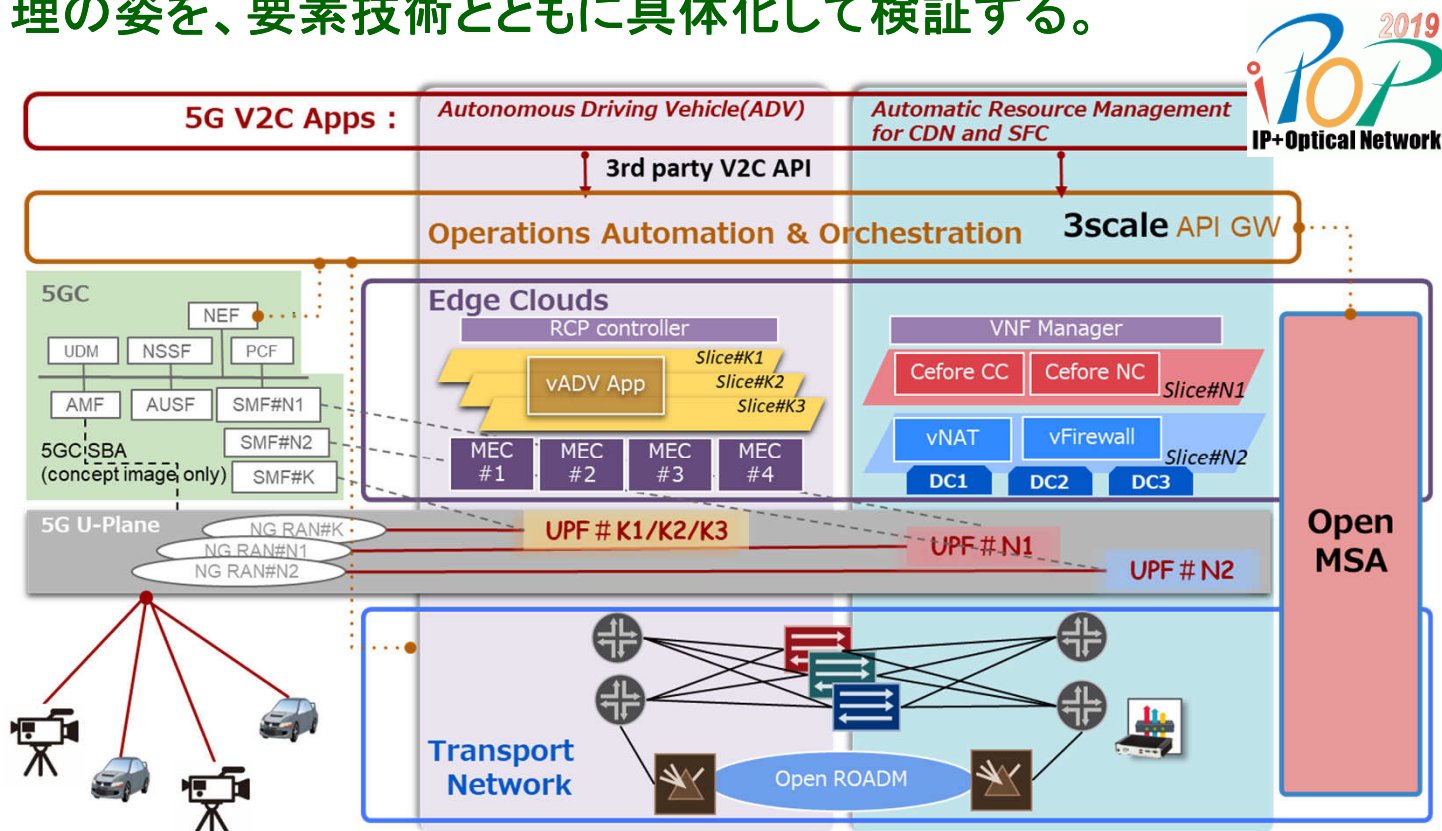 理の姿を、要素技術とともに具体化して検証する。
2019
iPOP
IP+Optical Network
5G V2C Apps :
Autonomous Driving Vehicle(ADV)
Automatic Resource Management
for CDN and SFC
3rd party V2C API
Operations Automation & Orchestration
3scale API GW
5GC
NEF
UDM
NSSF
PCF
AMF
AUSF
SMF#N1
SMF#N2
SMF#K
5GC SBA
(concept image only)
Edge Clouds
RCP controller
Slice#K1
Slice#K2
Slice#K3
vADV App
MEC
#1
MEC
#2
MEC
#3
MEC
#4
VNF Manager
Cefore CC
Cefore NC
Slice#N1
vNAT
vFirewall
Slice#N2
DC1
DC2
DC3
Open
MSA
5G U-Plane
NG RAN#K
NG RAN#N1
NG RAN#N2
UPF＃K1/K2/K3
UPF＃N1
UPF＃N2
Transport
Network
Open ROADM